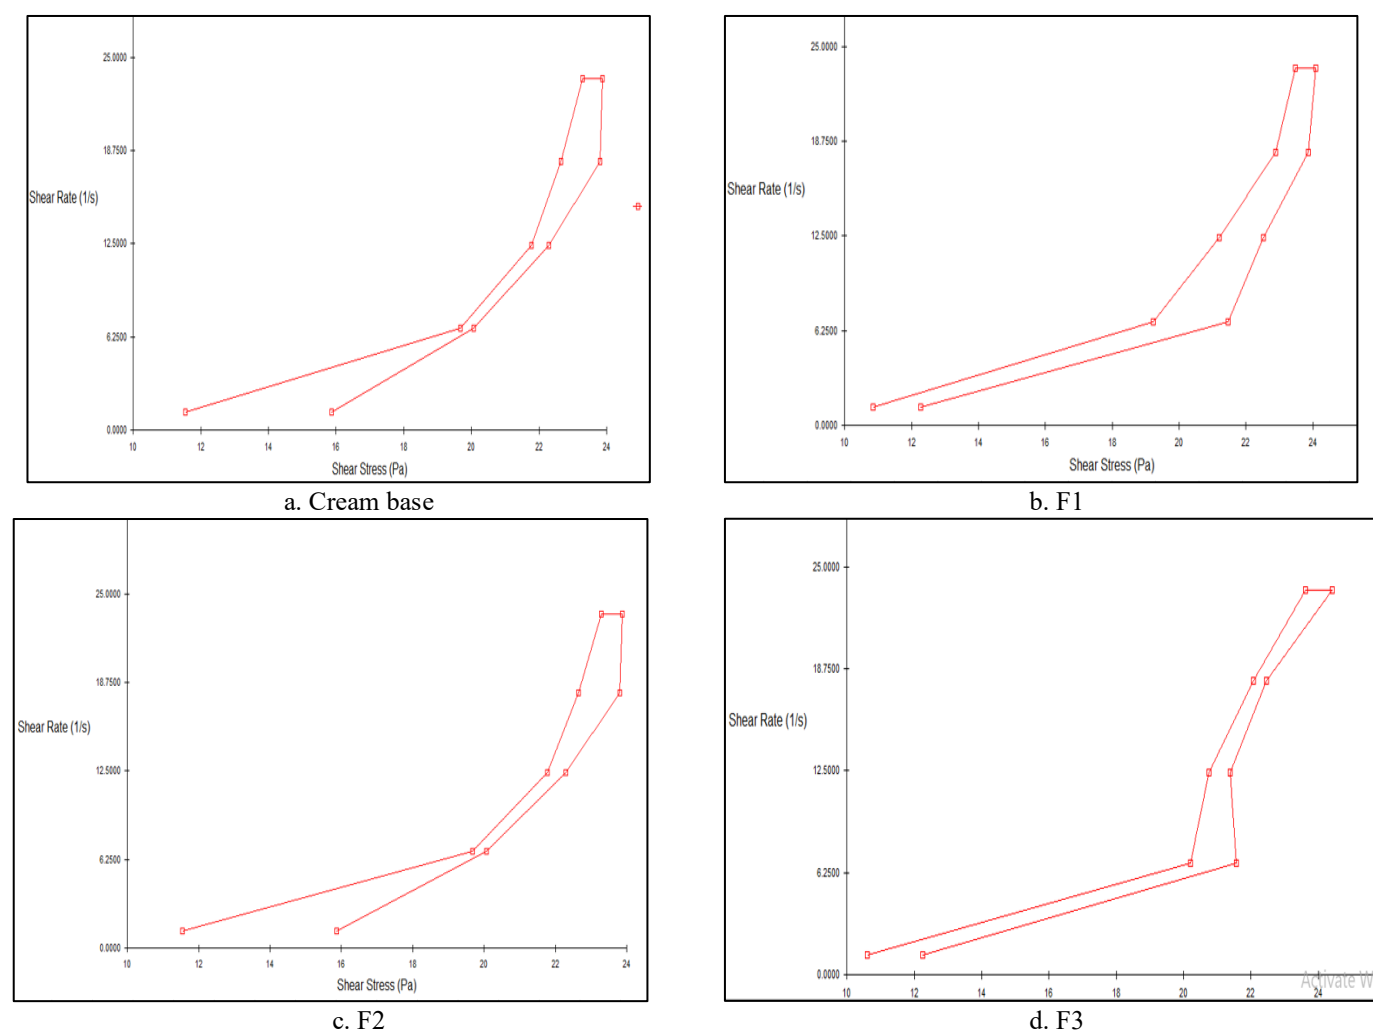 25.0000
18.7500
Shear Rate (1/s)
12.5000
6.2500
0.0000
10 12 14 16 18 20 22 24
Shear Stress (Pa)
a. Cream base
25.0000
18.7500
Shear Rate (1/s)
12.5000
6.2500
0.0000
10 12 14 16 18 20 22 24
Shear Stress (Pa)
b. F1
25.0000
18.7500
Shear Rate (1/s)
12.5000
6.2500
0.0000
10 12 14 16 18 20 22 24
Shear Stress (Pa)
c. F2
25.0000
18.7500
Shear Rate (1/s)
12.5000
6.2500
0.0000
10 12 14 16 18 20 22 24
Activate W
d. F3